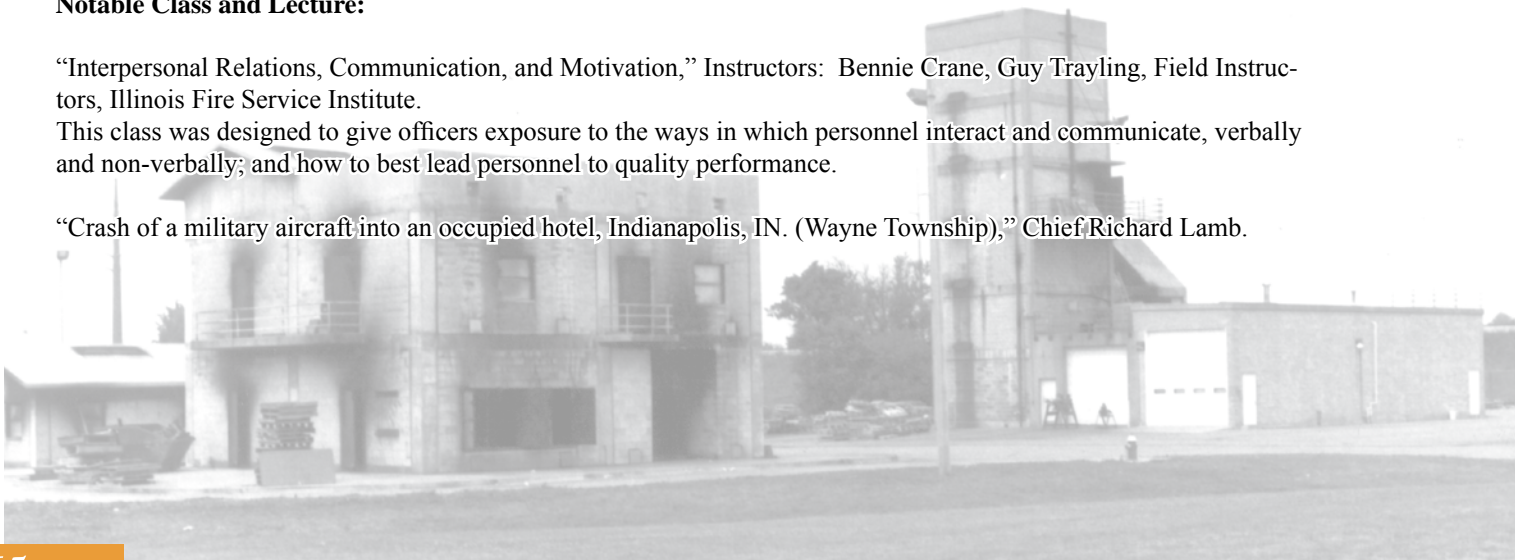 Notable Class and Lecture:
“Interpersonal Relations, Communication, and Motivation,” Instructors:  Bennie Crane, Guy Trayling, Field Instruc-
tors, Illinois Fire Service Institute.
This class was designed to give officers exposure to the ways in which personnel interact and communicate, verbally
and non-verbally; and how to best lead personnel to quality performance.
“Crash of a military aircraft into an occupied hotel, Indianapolis, IN. (Wayne Township),” Chief Richard Lamb.